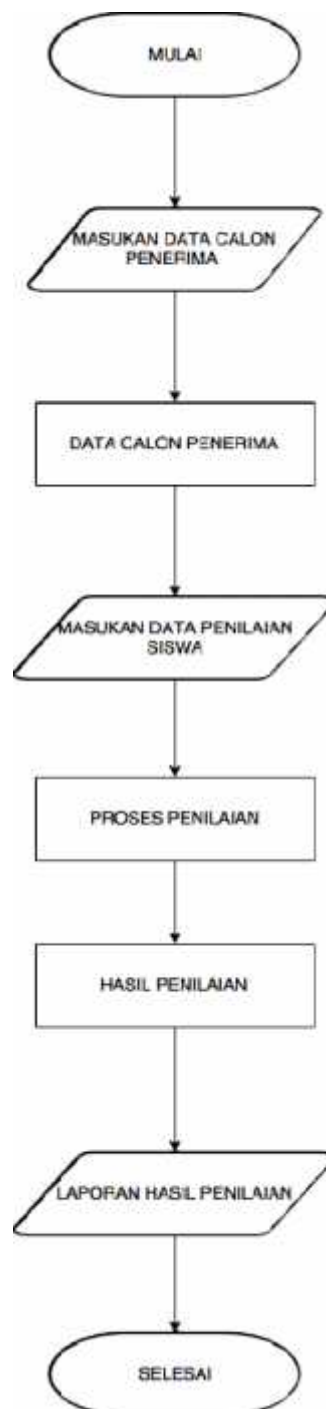 MULAI
MASUKAN DATA CALON
PENERIMA
DATA CALON PENERIMA
MASUKAN DATA PENILAIAN
SISWA
PROSES PENILAIAN
HASIL PENILAIAN
LAPORAN HASIL PENILAIAN
SELESAI